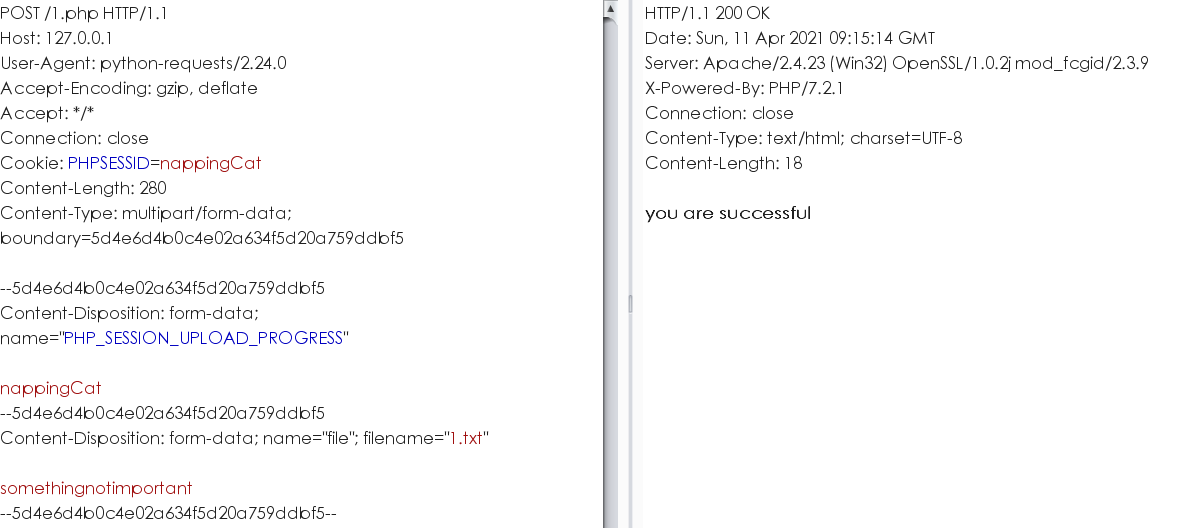 POST /1.php HTTP/1.1
Host: 127.0.0.1
User-Agent: python-requests/2.24.0
Accept-Encoding: gzip, deflate
Accept: */*
Connection: close
Cookie: PHPSESSID=nappingCat
Content-Length: 280
Content-Type: multipart/form-data;
boundary=5d4e6d4b0c4e02a634f5d20a759ddbf5
--5d4e6d4b0c4e02a634f5d20a759ddbf5
Content-Disposition: form-data;
name="PHP_SESSION_UPLOAD_PROGRESS"
nappingCat
--5d4e6d4b0c4e02a634f5d20a759ddbf5
Content-Disposition: form-data; name="file"; filename="1.txt"
somethingnotimportant
--5d4e6d4b0c4e02a634f5d20a759ddbf5--
HTTP/1.1 200 OK
Date: Sun, 11 Apr 2021 09:15:14 GMT
Server: Apache/2.4.23 (Win32) OpenSSL/1.0.2j mod_fcgid/2.3.9
X-Powered-By: PHP/7.2.1
Connection: close
Content-Type: text/html; charset=UTF-8
Content-Length: 18
you are successful